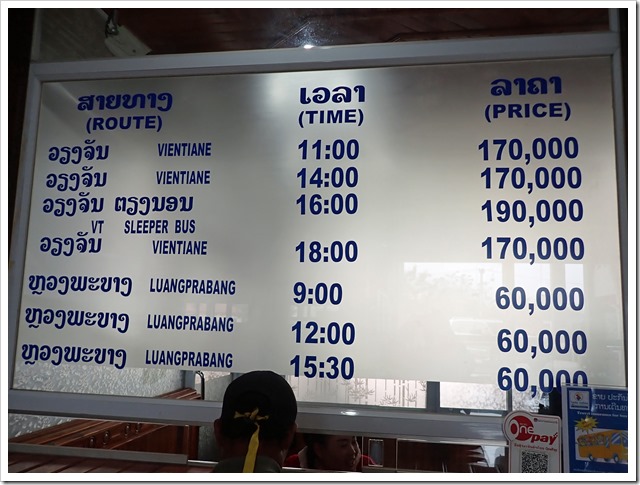 ສາຍທາງ ເວລາ ລາຄາ
(ROUTE) (TIME) (PRICE)
ວຽງຈັນ VIENTIANE 11:00 170,000
ວຽງຈັນ VIENTIANE 14:00 170,000
ວຽງຈັນ ຕຽງນອນ 16:00 190,000
VT SLEEPER BUS
ວຽງຈັນ VIENTIANE 18:00 170,000
ຫຼວງພະບາງ LUANGPRABANG 9:00 60,000
ຫຼວງພະບາງ LUANGPRABANG 12:00 60,000
ຫຼວງພະບາງ LUANGPRABANG 15:30 60,000
One pay